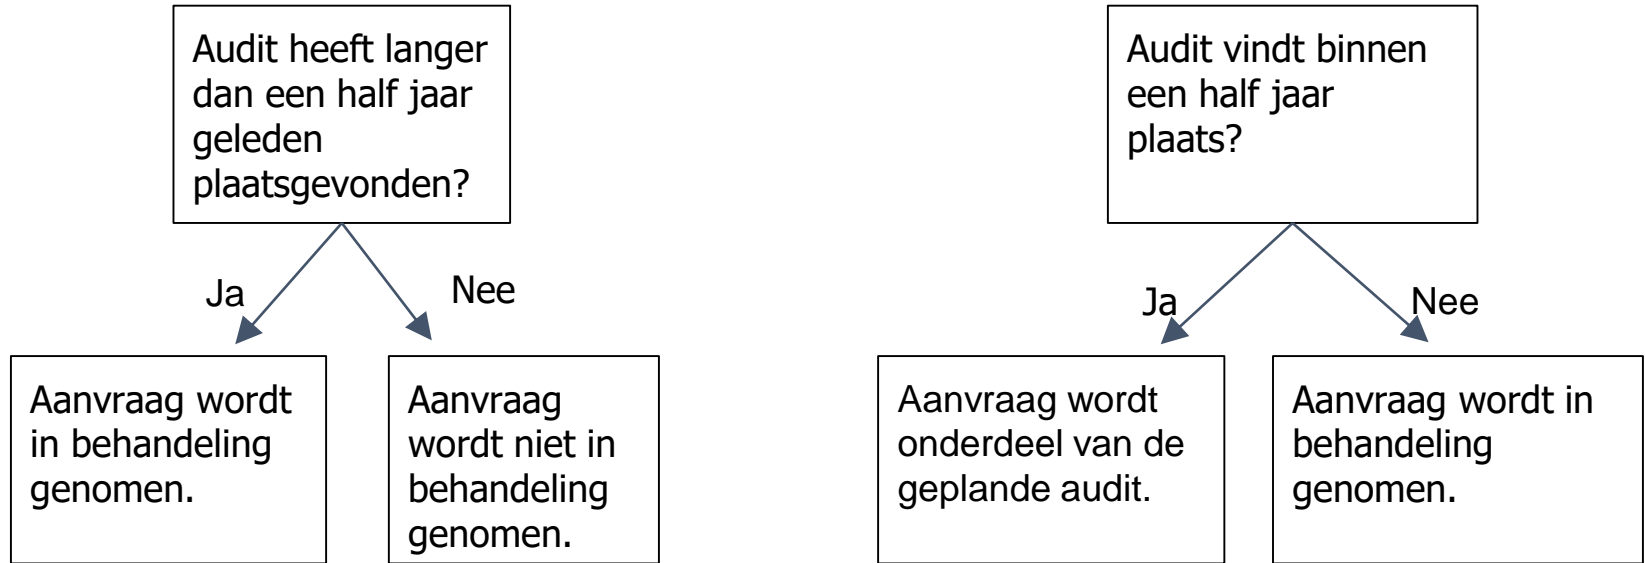 Audit heeft langer
dan een half jaar
geleden
plaatsgevonden?
Ja
Nee
Aanvraag wordt
in behandeling
genomen.
Aanvraag
wordt niet in
behandeling
genomen.
Audit vindt binnen
een half jaar
plaats?
Ja
Nee
Aanvraag wordt
onderdeel van de
geplande audit.
Aanvraag wordt in
behandeling
genomen.